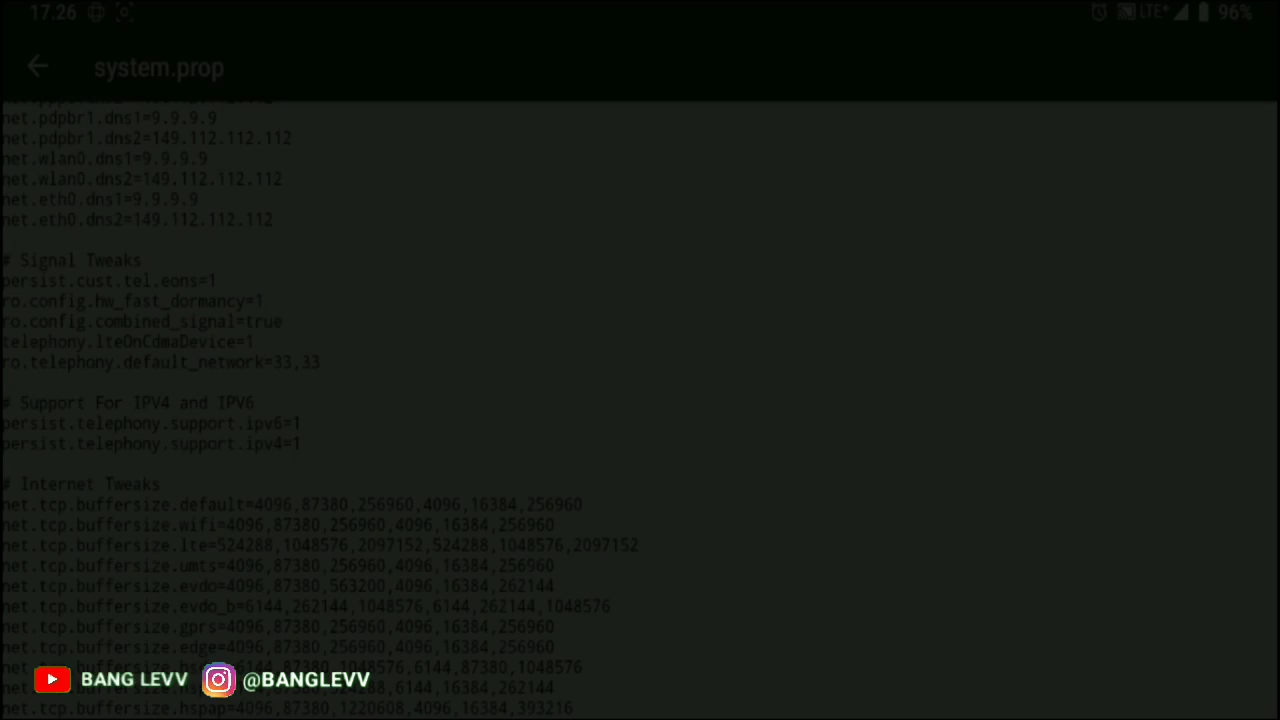 17.26 LTE+ 96%
system.prop
net.pdpbr1.dns1=9.9.9.9
net.pdpbr1.dns2=149.112.112.112
net.wlan0.dns1=9.9.9.9
net.wlan0.dns2=149.112.112.112
net.eth0.dns1=9.9.9.9
net.eth0.dns2=149.112.112.112
# Signal Tweaks
persist.cust.tel.eons=1
ro.config.hw_fast_dormancy=1
ro.config.combined_signal=true
telephony.lteOnCdmaDevice=1
ro.telephony.default_network=33,33
# Support For IPV4 and IPV6
persist.telephony.support.ipv6=1
persist.telephony.support.ipv4=1
# Internet Tweaks
net.tcp.buffersize.default=4096,87380,256960,4096,16384,256960
net.tcp.buffersize.wifi=4096,87380,256960,4096,16384,256960
net.tcp.buffersize.lte=524288,1048576,2097152,524288,1048576,2097152
net.tcp.buffersize.umts=4096,87380,256960,4096,16384,256960
net.tcp.buffersize.evdo=4096,87380,563200,4096,16384,262144
net.tcp.buffersize.evdo_b=6144,262144,1048576,6144,262144,1048576
net.tcp.buffersize.gprs=4096,87380,256960,4096,16384,256960
net.tcp.buffersize.edge=4096,87380,256960,4096,16384,256960
87380,1048576,6144,87380,1048576
BANG LEVV @BANGLEVV
6144,16384,262144
net.tcp.buffersize.hspap=4096,87380,1220608,4096,16384,393216